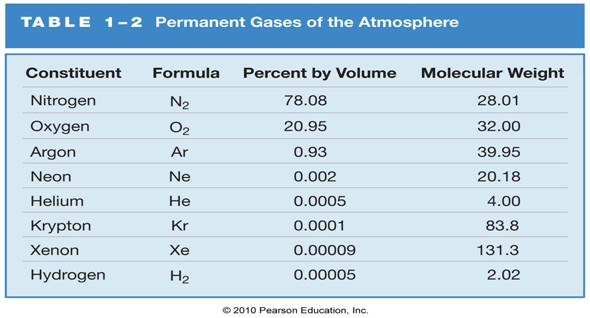 TABLE 1–2 Permanent Gases of the Atmosphere
Constituent Formula Percent by Volume Molecular Weight
Nitrogen N₂ 78.08 28.01
Oxygen O₂ 20.95 32.00
Argon Ar 0.93 39.95
Neon Ne 0.002 20.18
Helium He 0.0005 4.00
Krypton Kr 0.0001 83.8
Xenon Xe 0.00009 131.3
Hydrogen H₂ 0.00005 2.02
© 2010 Pearson Education, Inc.